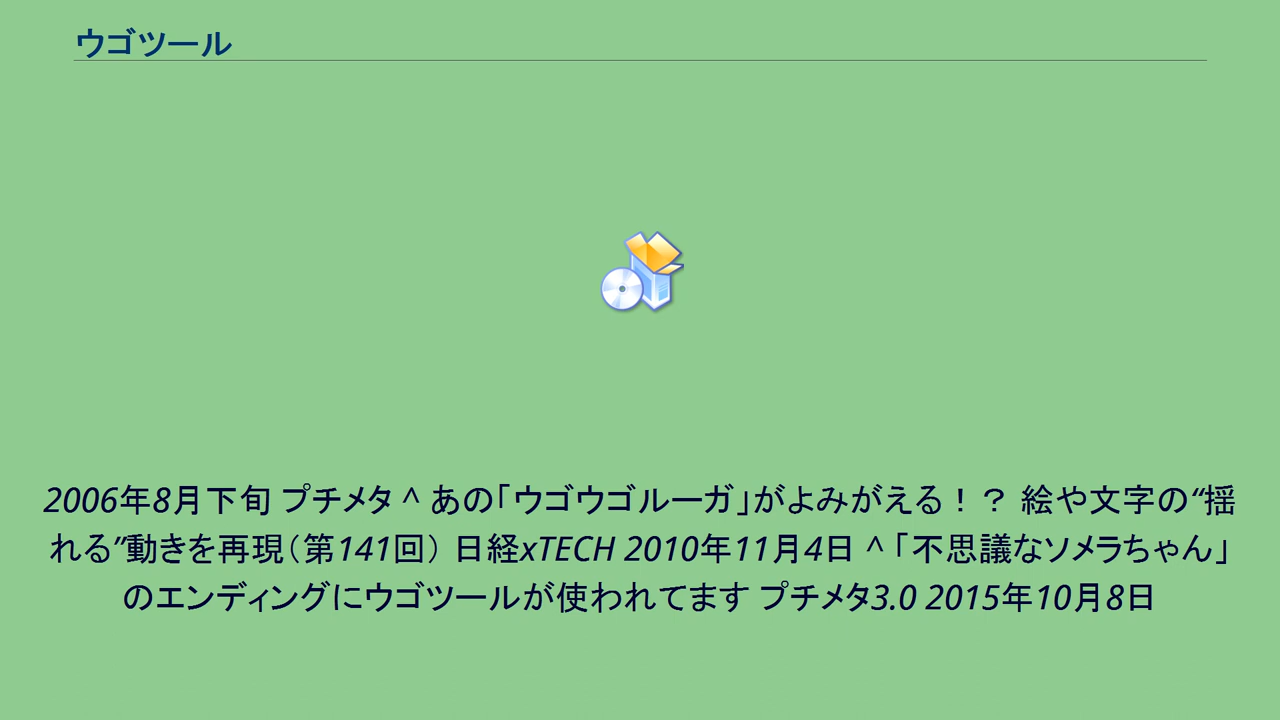 ウゴツール
2006年8月下旬 プチメタ ^ あの「ウゴウゴルーガ」がよみがえる！？ 絵や文字の“揺
れる”動きを再現（第141回） 日経xTECH 2010年11月4日 ^ 「不思議なソメラちゃん」
のエンディングにウゴツールが使われてます プチメタ3.0 2015年10月8日